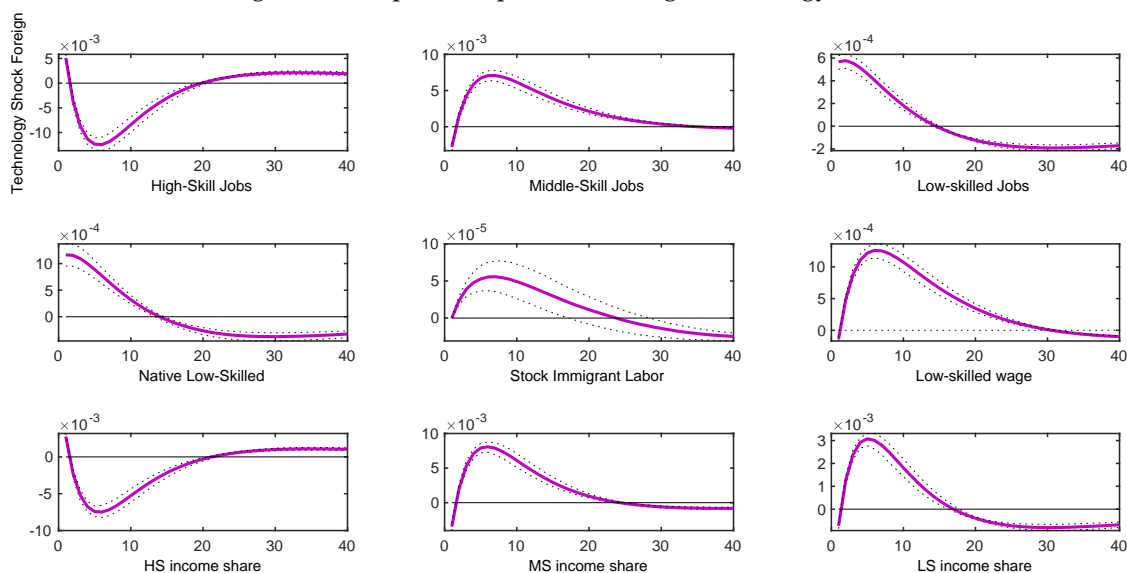 Technology Shock Foreign
×10⁻³
5
0
-5
-10
0 10 20 30 40
High-Skill Jobs
×10⁻³
10
5
0
0 10 20 30 40
Middle-Skill Jobs
×10⁻⁴
6
4
2
0
-2
0 10 20 30 40
Low-skilled Jobs
×10⁻⁴
10
5
0
0 10 20 30 40
Native Low-Skilled
×10⁻⁵
10
5
0
0 10 20 30 40
Stock Immigrant Labor
×10⁻⁴
10
5
0
0 10 20 30 40
Low-skilled wage
×10⁻³
0
-5
-10
0 10 20 30 40
HS income share
×10⁻³
10
5
0
0 10 20 30 40
MS income share
×10⁻³
3
2
1
0
0 10 20 30 40
LS income share